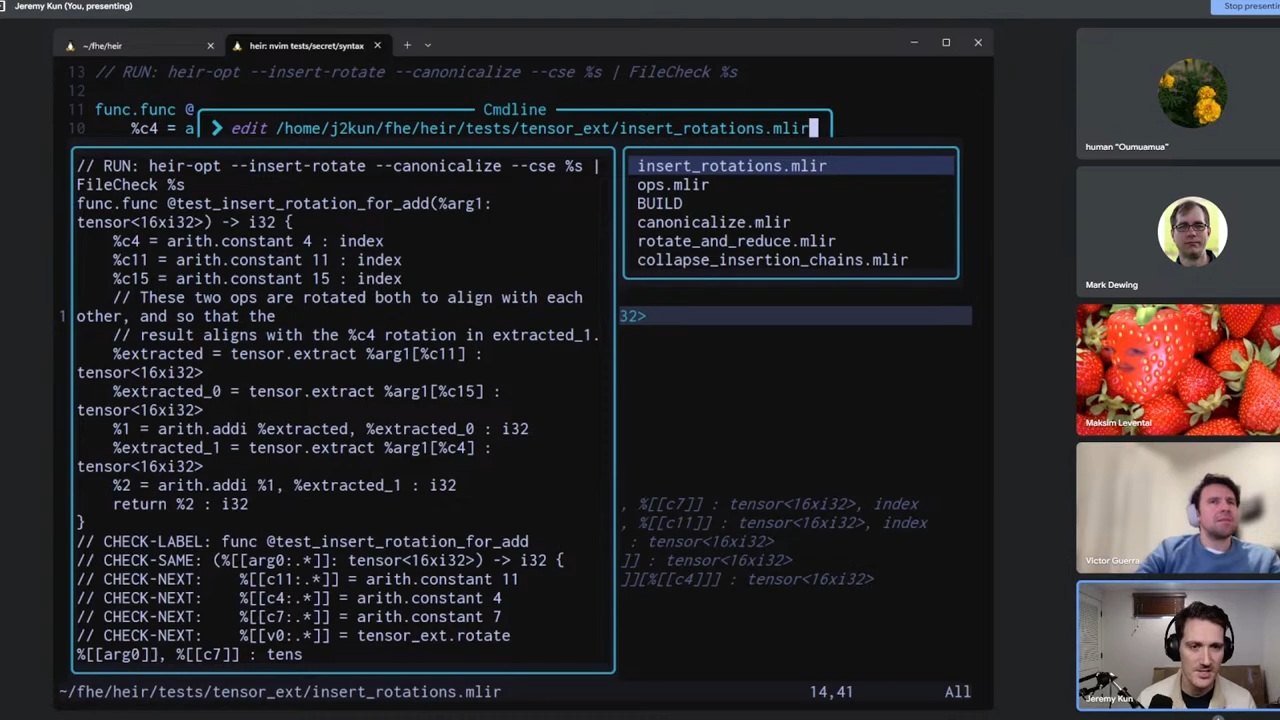 Jeremy Kun (You, presenting)
Stop presenting
~/fhe/heir
heir: nvim tests/secret/syntax
13 // RUN: heir-opt --insert-rotate --canonicalize --cse %s | FileCheck %s
12
11 func.func @
Cmdline
10 %c4 = a
edit /home/j2kun/fhe/heir/tests/tensor_ext/insert_rotations.mlir
// RUN: heir-opt --insert-rotate --canonicalize --cse %s |
FileCheck %s
func.func @test_insert_rotation_for_add(%arg1:
tensor<16xi32>) -> i32 {
%c4 = arith.constant 4 : index
%c11 = arith.constant 11 : index
%c15 = arith.constant 15 : index
// These two ops are rotated both to align with each
other, and so that the
// result aligns with the %c4 rotation in extracted_1.
%extracted = tensor.extract %arg1[%c11] :
tensor<16xi32>
%extracted_0 = tensor.extract %arg1[%c15] :
tensor<16xi32>
%1 = arith.addi %extracted, %extracted_0 : i32
%extracted_1 = tensor.extract %arg1[%c4] :
tensor<16xi32>
%2 = arith.addi %1, %extracted_1 : i32
return %2 : i32
}
// CHECK-LABEL: func @test_insert_rotation_for_add
// CHECK-SAME: (%[[arg0:.*]]: tensor<16xi32>) -> i32 {
// CHECK-NEXT: %[[c11:.*]] = arith.constant 11
// CHECK-NEXT: %[[c4:.*]] = arith.constant 4
// CHECK-NEXT: %[[c7:.*]] = arith.constant 7
// CHECK-NEXT: %[[v0:.*]] = tensor_ext.rotate
%[[arg0]], %[[c7]] : tens
insert_rotations.mlir
ops.mlir
BUILD
canonicalize.mlir
rotate_and_reduce.mlir
collapse_insertion_chains.mlir
1
32>
, %[[c7]] : tensor<16xi32>, index
, %[[c11]] : tensor<16xi32>, index
: tensor<16xi32>
]] : tensor<16xi32>
]][%[[c4]]] : tensor<16xi32>
~/fhe/heir/tests/tensor_ext/insert_rotations.mlir
14,41
All
human "Oumuamua"
Mark Dewing
Maksim Levental
Victor Guerra
Jeremy Kun